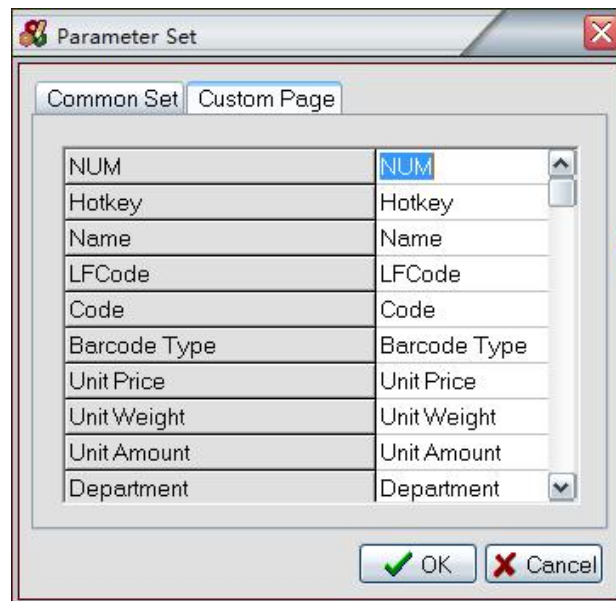 Parameter Set
Common Set Custom Page
NUM NUM
Hotkey Hotkey
Name Name
LFCode LFCode
Code Code
Barcode Type Barcode Type
Unit Price Unit Price
Unit Weight Unit Weight
Unit Amount Unit Amount
Department Department
OK Cancel